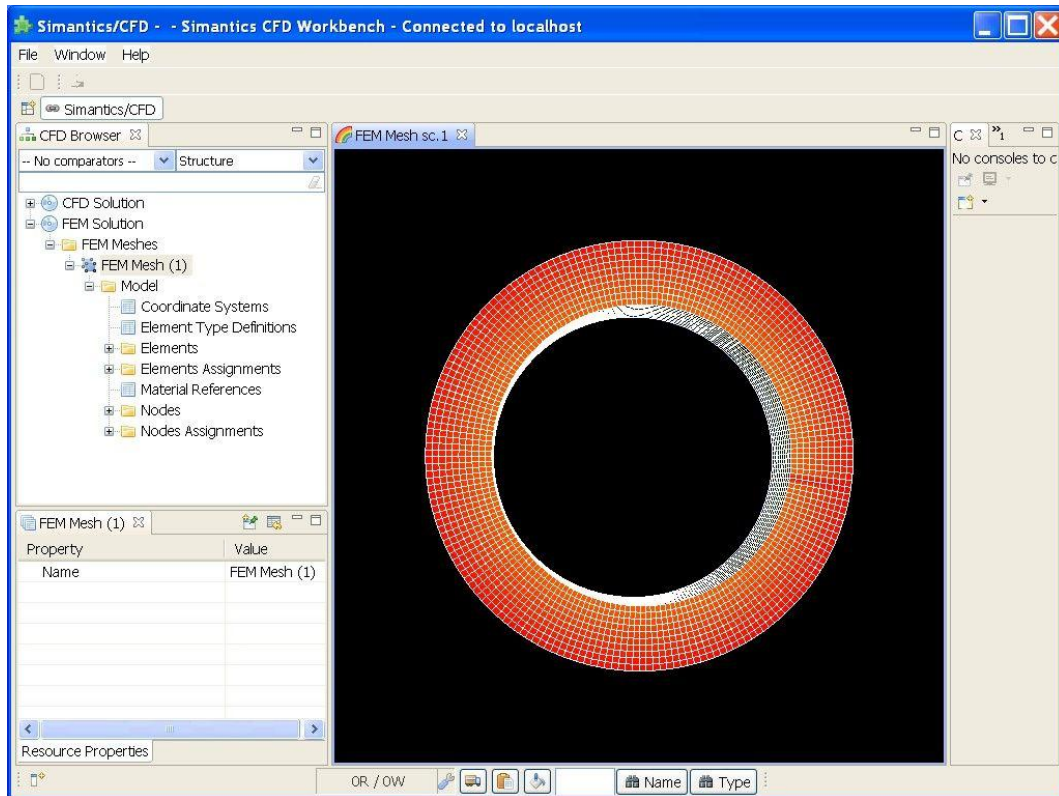 Simantics/CFD - - Simantics CFD Workbench - Connected to localhost
File Window Help
Simantics/CFD
CFD Browser
-- No comparators -- Structure
CFD Solution
FEM Solution
FEM Meshes
FEM Mesh (1)
Model
Coordinate Systems
Element Type Definitions
Elements
Elements Assignments
Material References
Nodes
Nodes Assignments
FEM Mesh (1)
Property Value
Name FEM Mesh (1)
Resource Properties
FEM Mesh sc.1
C »1
No consoles to c
0R / 0W Name Type